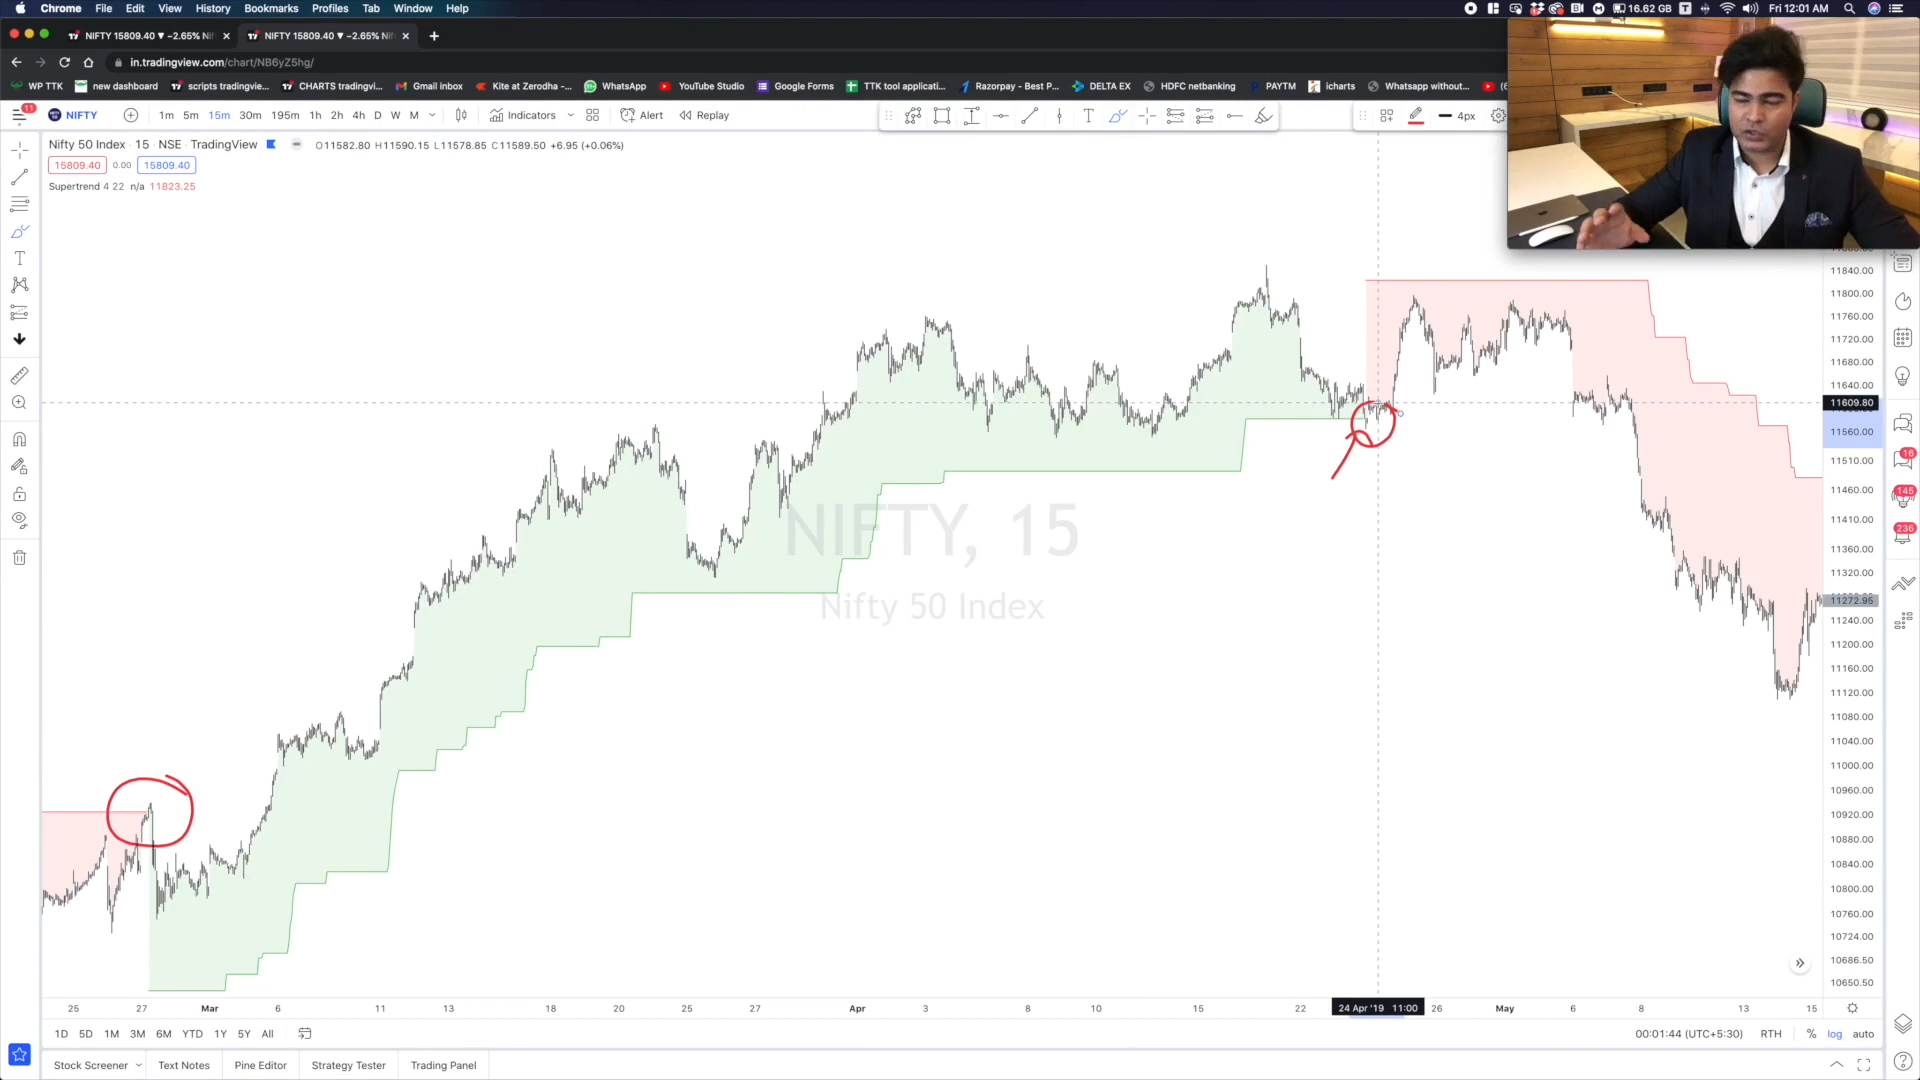 Chrome File Edit View History Bookmarks Profiles Tab Window Help
16.62 GB Fri 12:01 AM
NIFTY 15809.40 ▼ −2.65% NIFTY 15809.40 ▼ −2.65%
in.tradingview.com/chart/NB6yZ5hg/
WP TTK new dashboard scripts tradingvie... CHARTS tradingvi... Gmail inbox Kite at Zerodha -... WhatsApp YouTube Studio Google Forms TTK tool applicati... Razorpay - Best P... DELTA EX HDFC netbanking PAYTM icharts Whatsapp without...
11 NIFTY 1m 5m 15m 30m 195m 1h 2h 4h D W M Indicators Alert Replay 4px
Nifty 50 Index · 15 · NSE · TradingView O11582.80 H11590.15 L11578.85 C11589.50 +6.95 (+0.06%)
15809.40 0.00 15809.40
Supertrend 4 22 n/a 11823.25
NIFTY, 15
Nifty 50 Index
11840.00
11800.00
11760.00
11720.00
11680.00
11640.00
11609.80
11560.00
11510.00
11460.00
11410.00
11360.00
11320.00
11272.95
11240.00
11200.00
11160.00
11120.00
11080.00
11040.00
11000.00
10960.00
10920.00
10880.00
10840.00
10800.00
10760.00
10724.00
10686.50
10650.50
16
145
236
25 27 Mar 6 11 13 18 20 25 27 Apr 3 8 10 15 22 24 Apr '19 11:00 26 May 6 8 13 15
1D 5D 1M 3M 6M YTD 1Y 5Y All 00:01:44 (UTC+5:30) RTH % log auto
Stock Screener Text Notes Pine Editor Strategy Tester Trading Panel